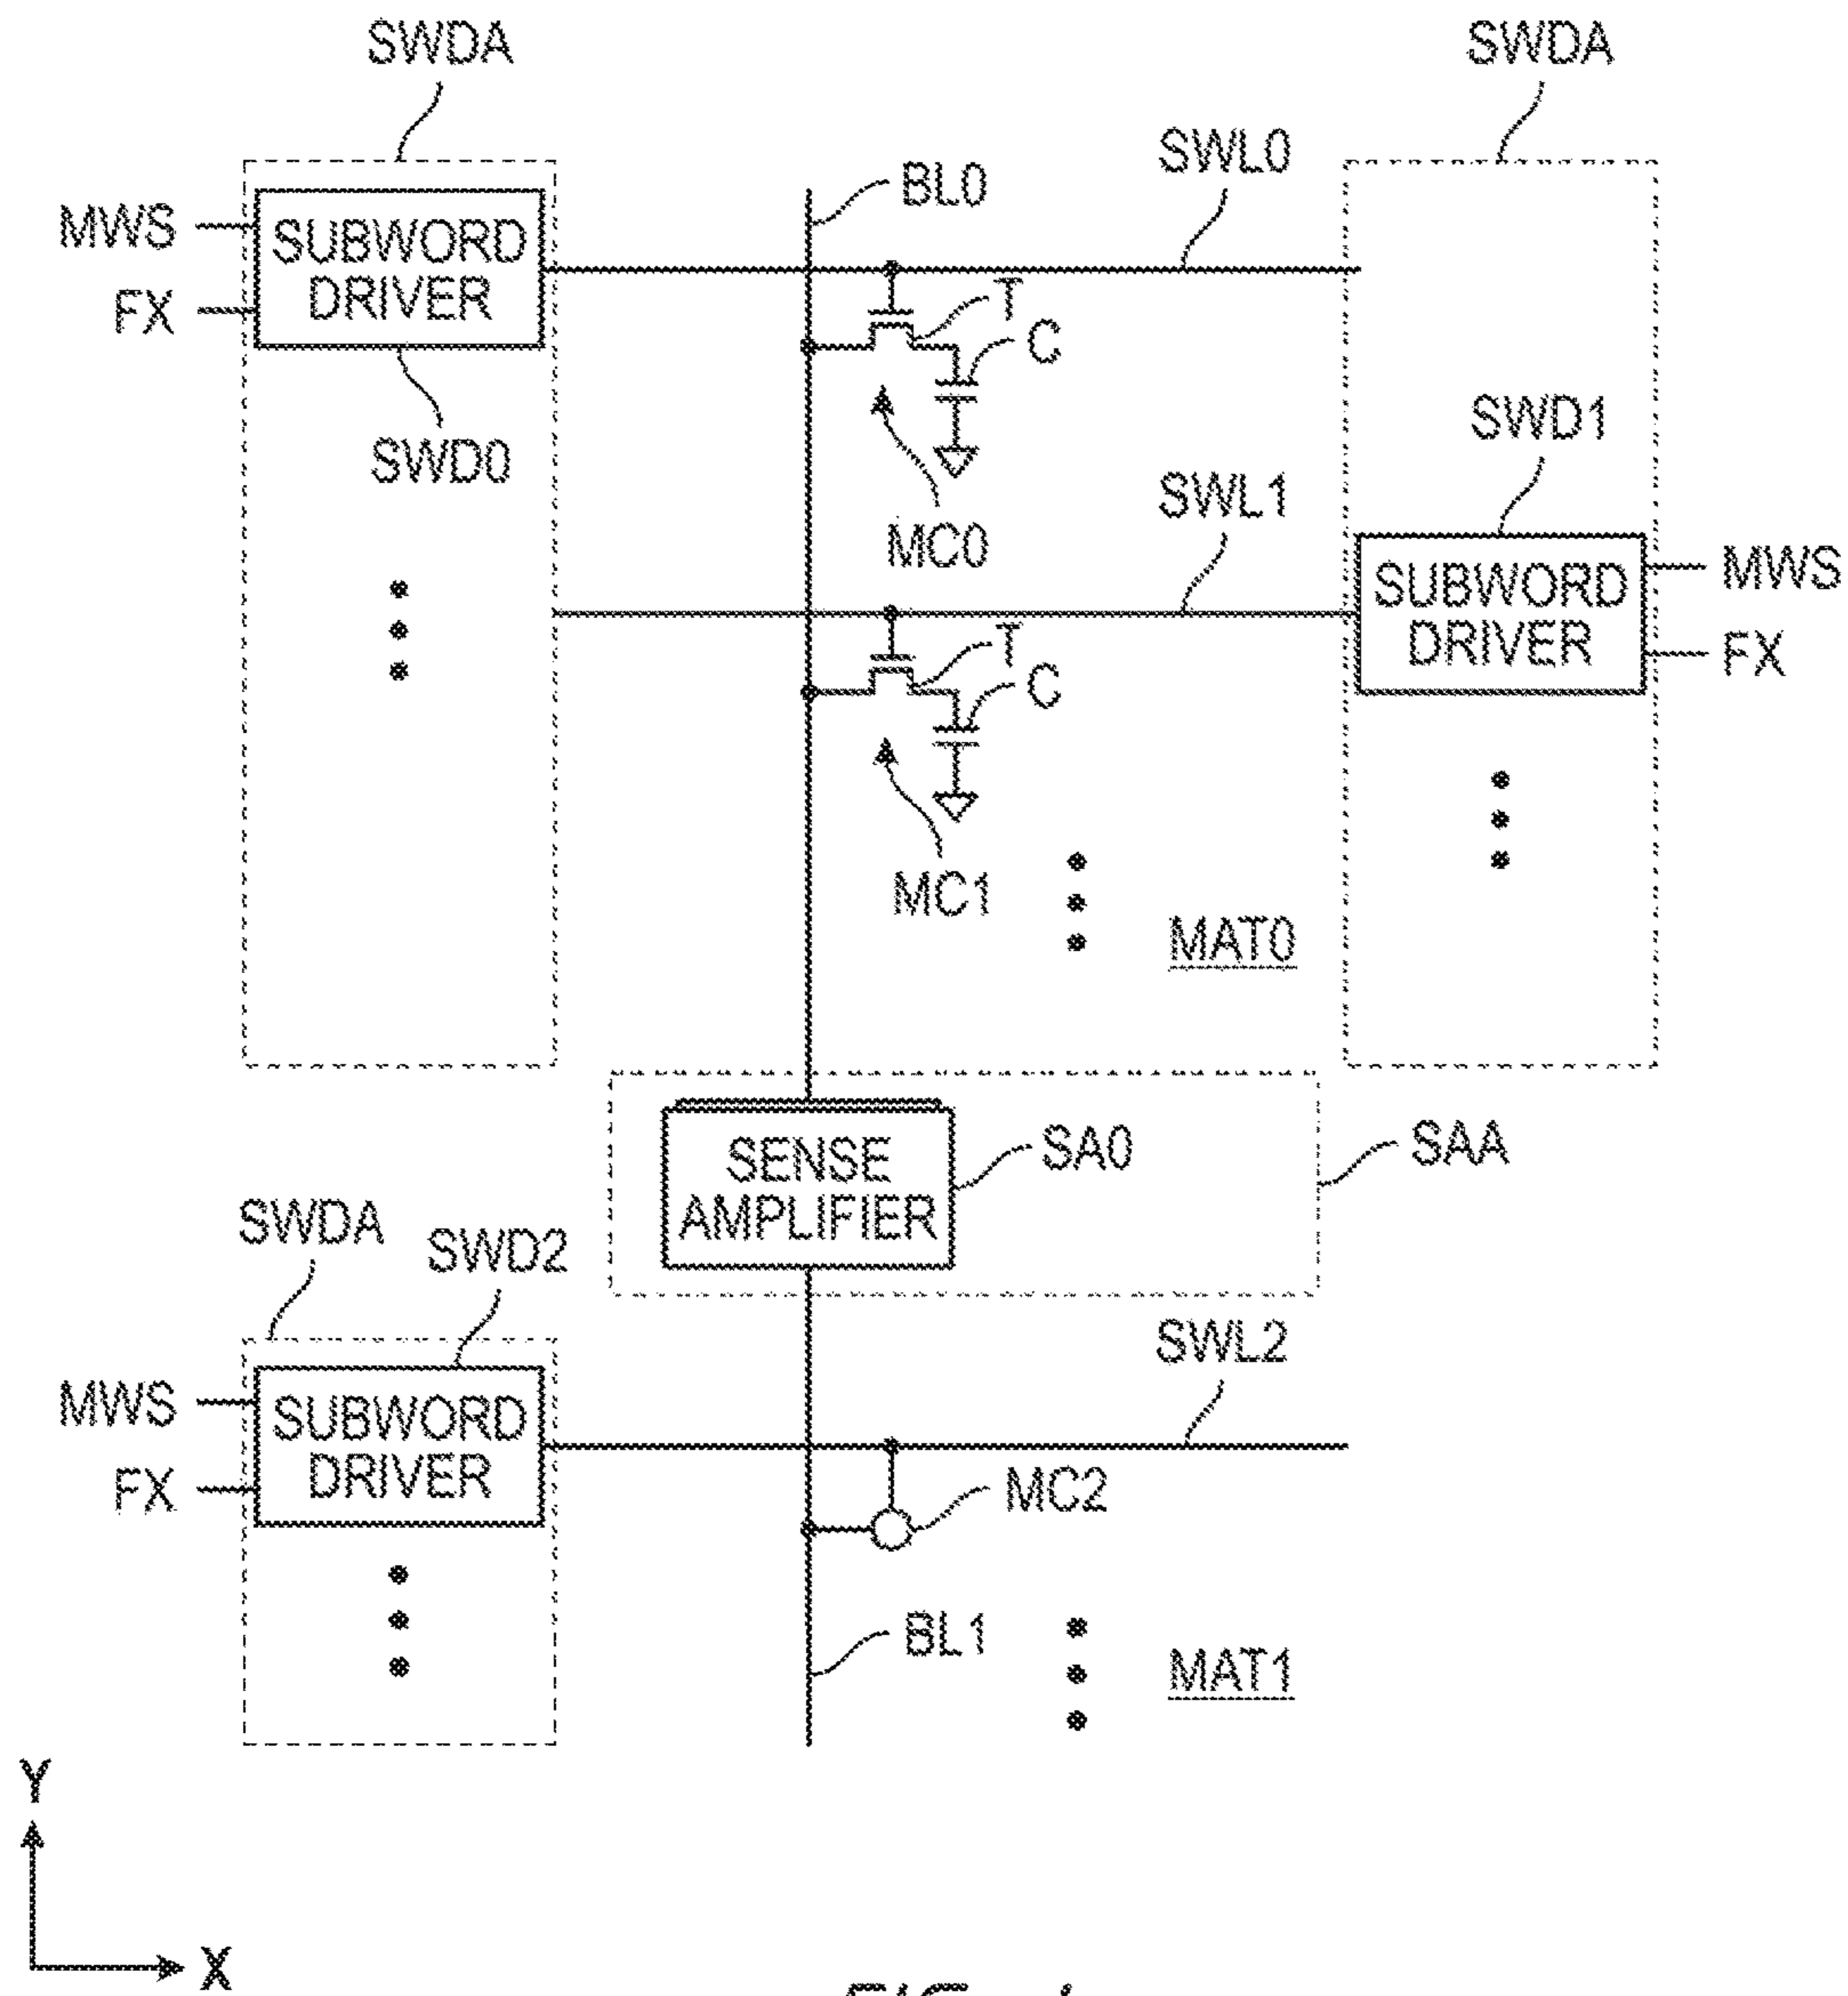 SWDA
SWDA
BL0
SWL0
MWS
FX
SUBWORD
DRIVER
T
C
SWD0
SWD1
SWL1
MC0
SUBWORD
DRIVER
MWS
FX
T
C
MC1
MAT0
SENSE
AMPLIFIER
SA0
SAA
SWDA
SWD2
SWL2
MWS
FX
SUBWORD
DRIVER
MC2
BL1
MAT1
Y
X